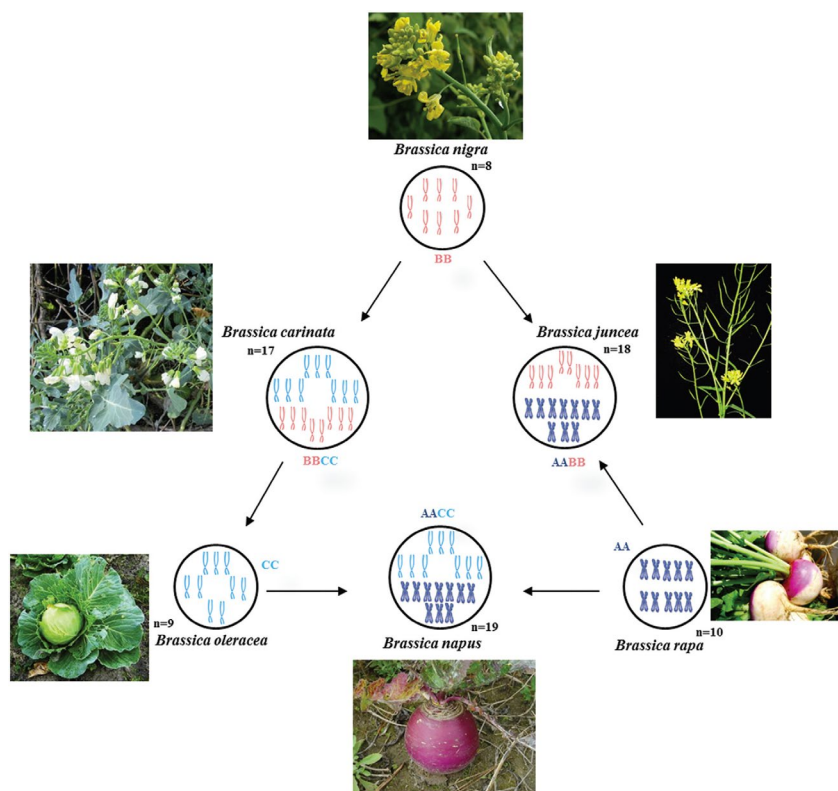 Brassica nigra
n=8
BB
Brassica carinata
n=17
BBCC
Brassica juncea
n=18
AABB
CC
n=9
Brassica oleracea
AACC
n=19
Brassica napus
AA
n=10
Brassica rapa